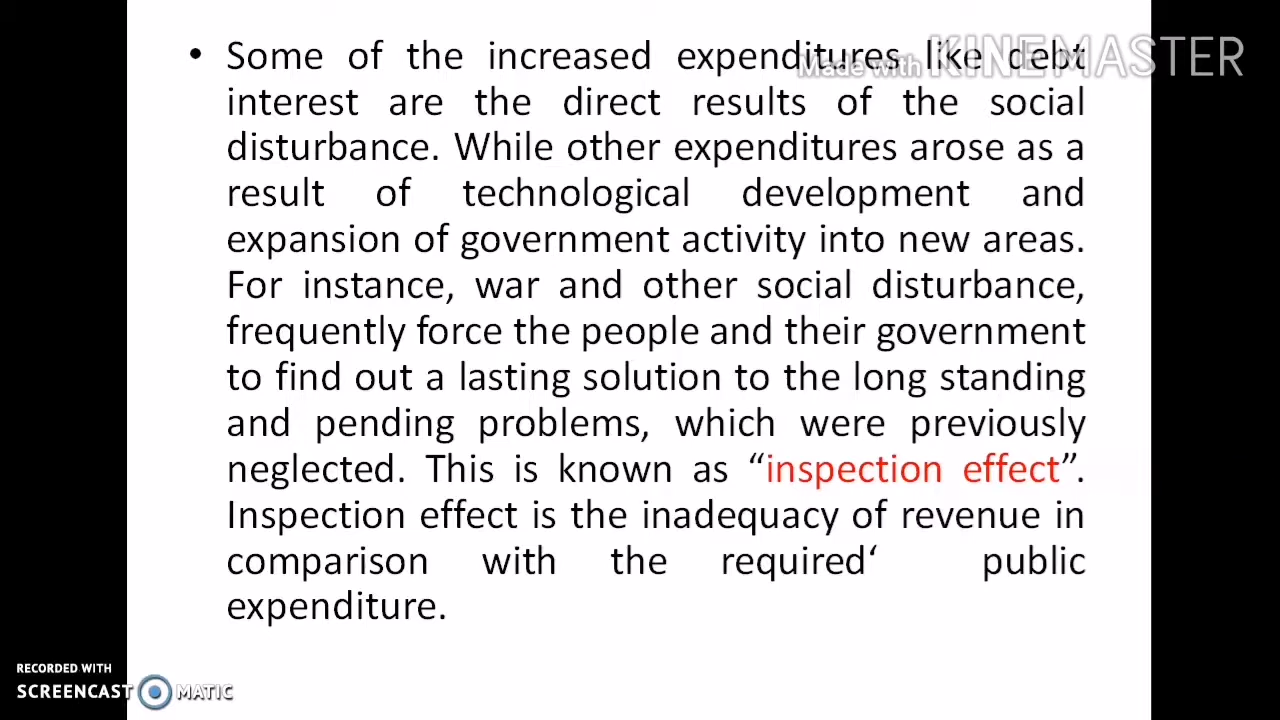 • Some of the increased expenditures like debt
Made with KINEMASTER
interest are the direct results of the social
disturbance. While other expenditures arose as a
result of technological development and
expansion of government activity into new areas.
For instance, war and other social disturbance,
frequently force the people and their government
to find out a lasting solution to the long standing
and pending problems, which were previously
neglected. This is known as “inspection effect”.
Inspection effect is the inadequacy of revenue in
comparison with the required‘ public
expenditure.
RECORDED WITH
SCREENCAST MATIC